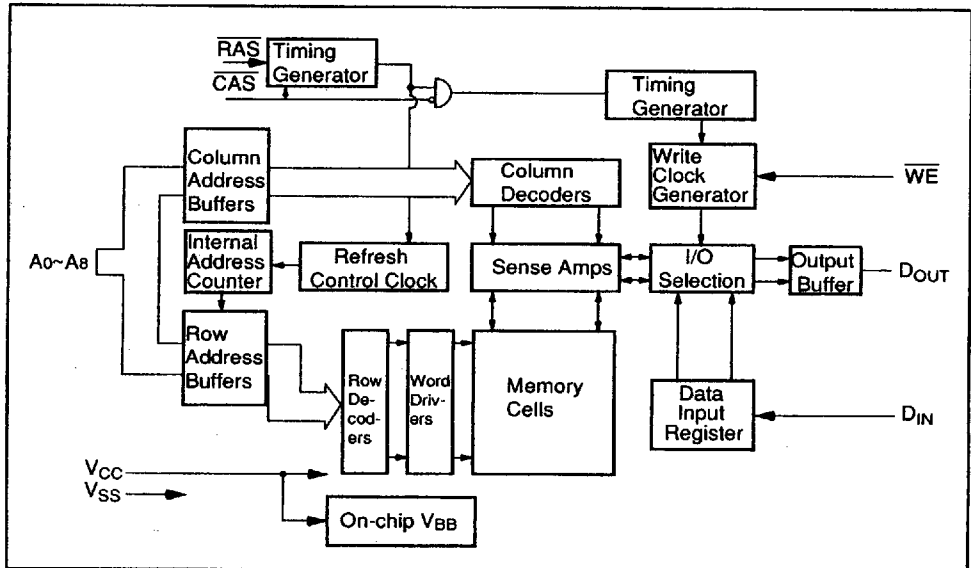 RAS
CAS
Timing
Generator
Timing
Generator
Column
Address
Buffers
Column
Decoders
Write
Clock
Generator
WE
A0~A8
Internal
Address
Counter
Refresh
Control Clock
Sense Amps
I/O
Selection
Output
Buffer
DOUT
Row
Address
Buffers
Row
De-
cod-
ers
Word
Driv-
ers
Memory
Cells
Data
Input
Register
DIN
VCC
VSS
On-chip VBB